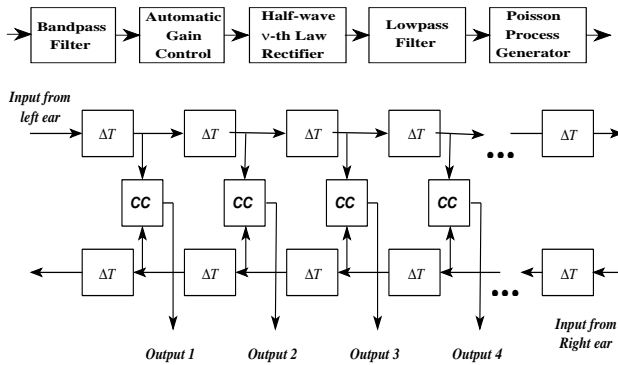 Bandpass
Filter
Automatic
Gain
Control
Half-wave
ν-th Law
Rectifier
Lowpass
Filter
Poisson
Process
Generator
Input from
left ear
ΔT
ΔT
ΔT
ΔT
ΔT
CC
CC
CC
CC
ΔT
ΔT
ΔT
ΔT
ΔT
Output 1
Output 2
Output 3
Output 4
Input from
Right ear